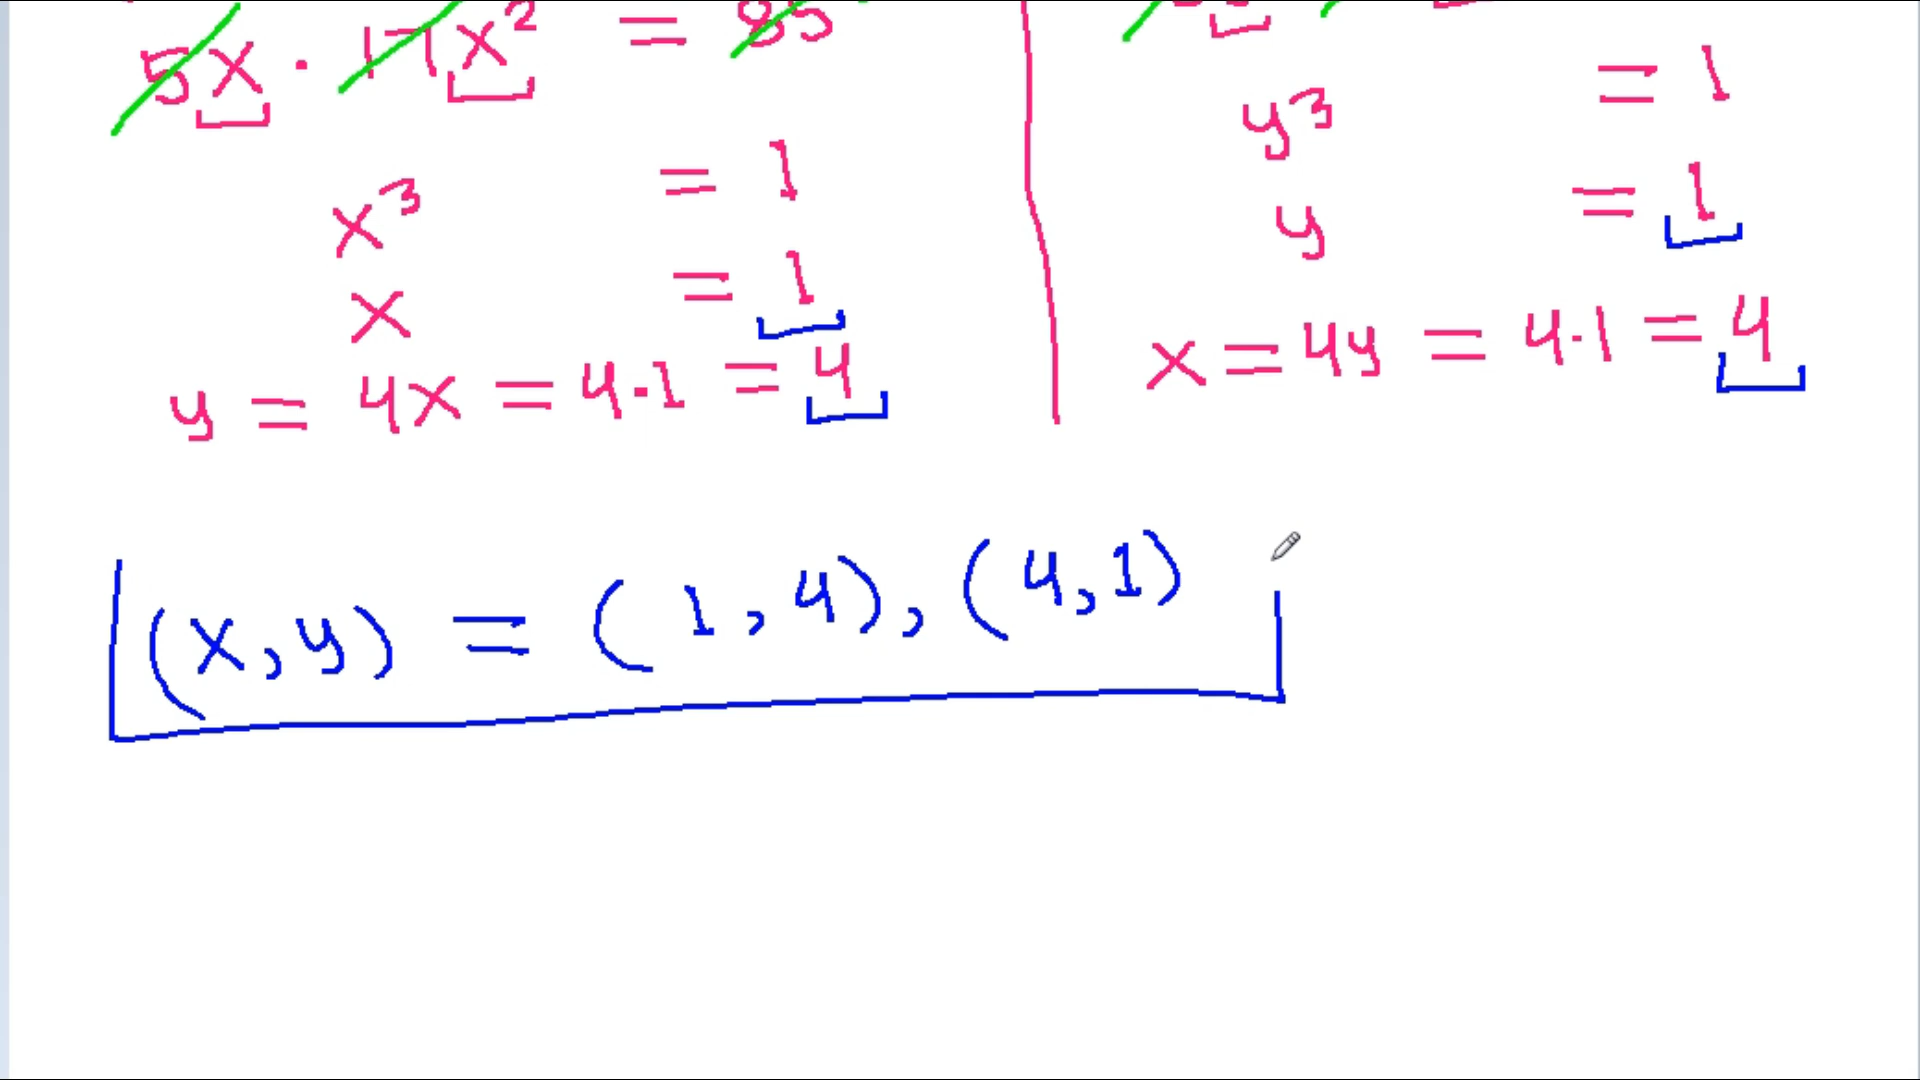 5x · 17x² = 85
x³ = 1
x = 1
y = 4x = 4·1 = 4
y³ = 1
y = 1
x = 4y = 4·1 = 4
(x,y) = (1,4), (4,1)